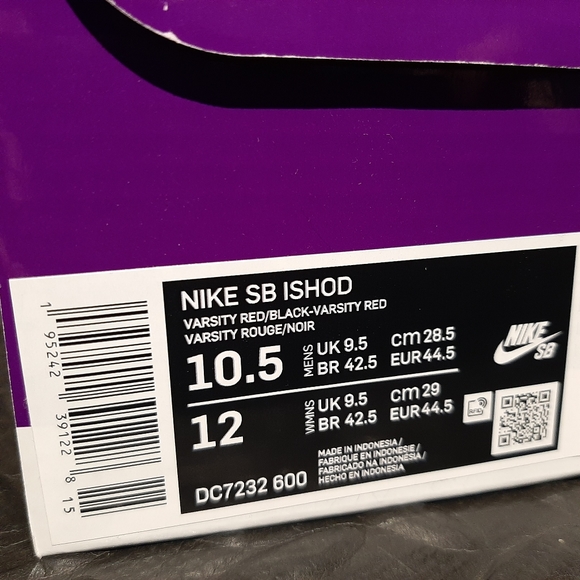 NIKE SB ISHOD
VARSITY RED/BLACK-VARSITY RED
VARSITY ROUGE/NOIR
10.5 MENS UK 9.5 CM 28.5
BR 42.5 EUR 44.5
12 WMNS UK 9.5 CM 29
BR 42.5 EUR 44.5
DC7232 600
MADE IN INDONESIA /
FABRIQUE EN INDONESIE /
FABRICADO NA INDONÉSIA /
HECHO EN INDONESIA
NIKE
SB
1 95242 39122 8 15